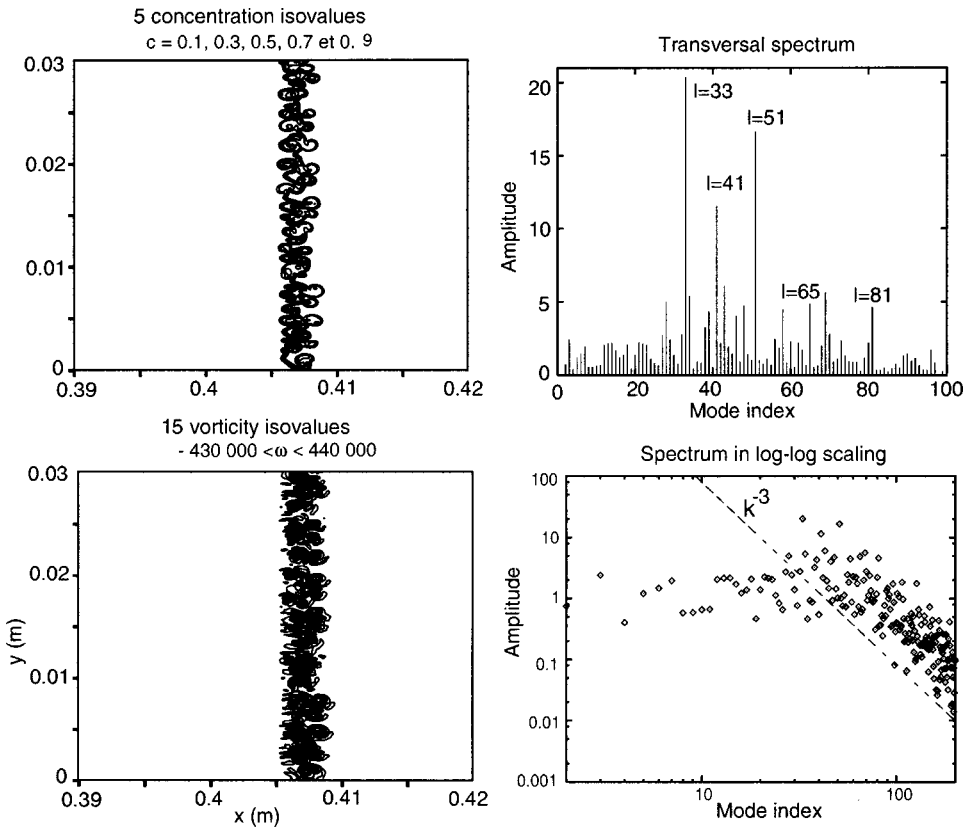 5 concentration isovalues
c = 0.1, 0.3, 0.5, 0.7 et 0. 9
0.03
0.02
0.01
0
0.39
0.4
0.41
0.42
Transversal spectrum
Amplitude
20
15
10
5
0
l=33
l=51
l=41
l=65
l=81
0
20
40
60
80
100
Mode index
15 vorticity isovalues
- 430 000 <ω < 440 000
y (m)
0.03
0.02
0.01
0
0.39
0.4
0.41
0.42
x (m)
Spectrum in log-log scaling
Amplitude
100
10
1
0.1
0.01
0.001
k-3
10
100
Mode index